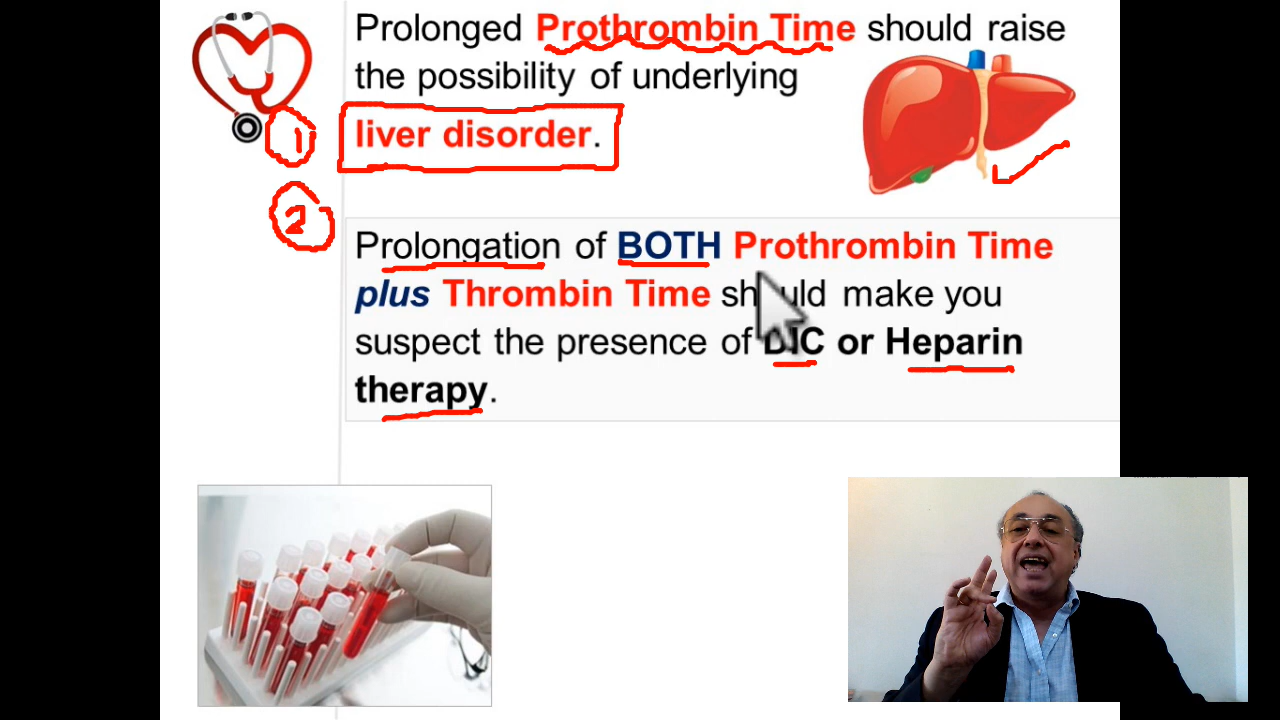 Prolonged Prothrombin Time should raise
the possibility of underlying
1
liver disorder.
2
Prolongation of BOTH Prothrombin Time
plus Thrombin Time should make you
suspect the presence of DIC or Heparin
therapy.